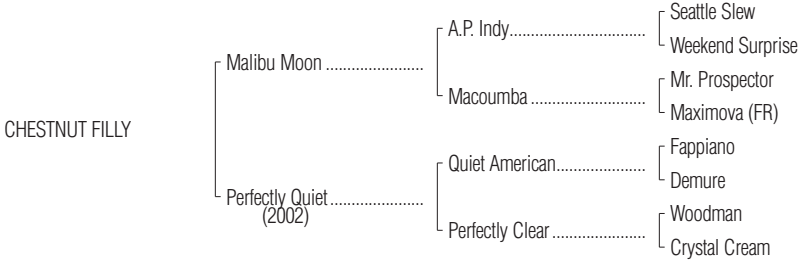 Seattle Slew
A.P. Indy..............................
Weekend Surprise
Malibu Moon ......................
Mr. Prospector
Macoumba ..........................
Maximova (FR)
CHESTNUT FILLY
Fappiano
Quiet American....................
Demure
Perfectly Quiet.....................
(2002)
Woodman
Perfectly Clear .....................
Crystal Cream